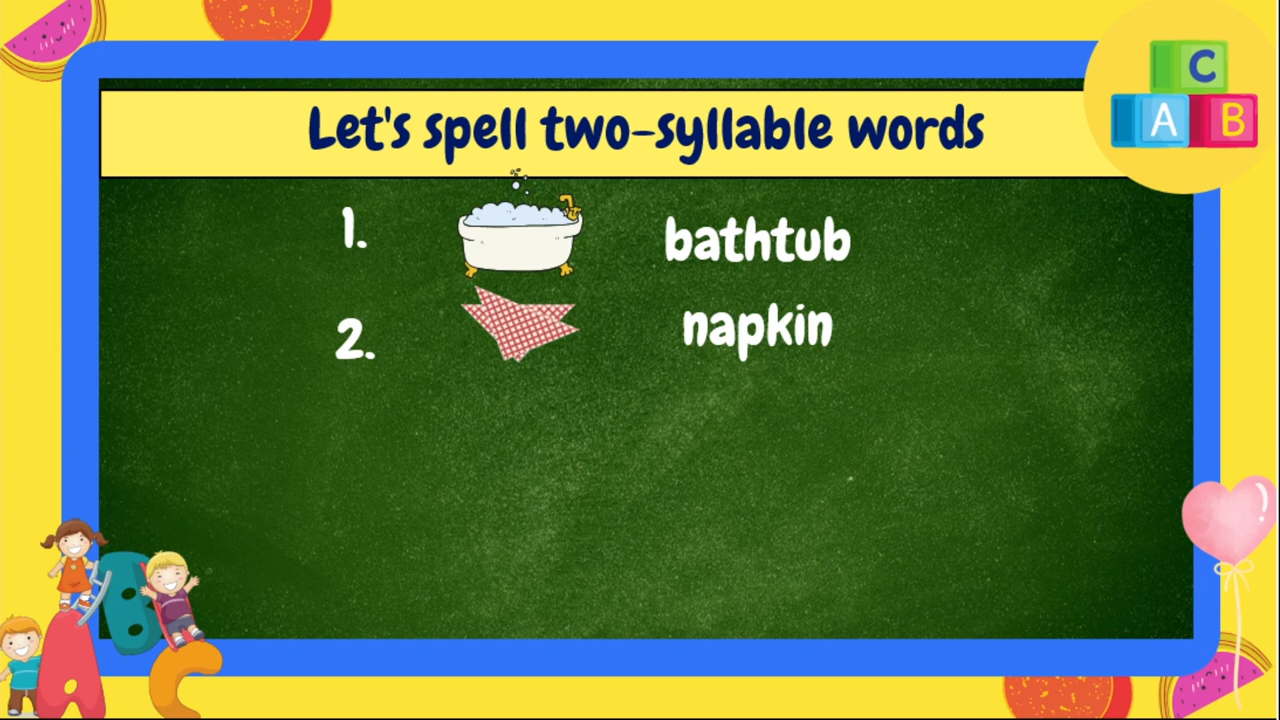 Let's spell two-syllable words
C
A B
1. bathtub
2. napkin
A B C